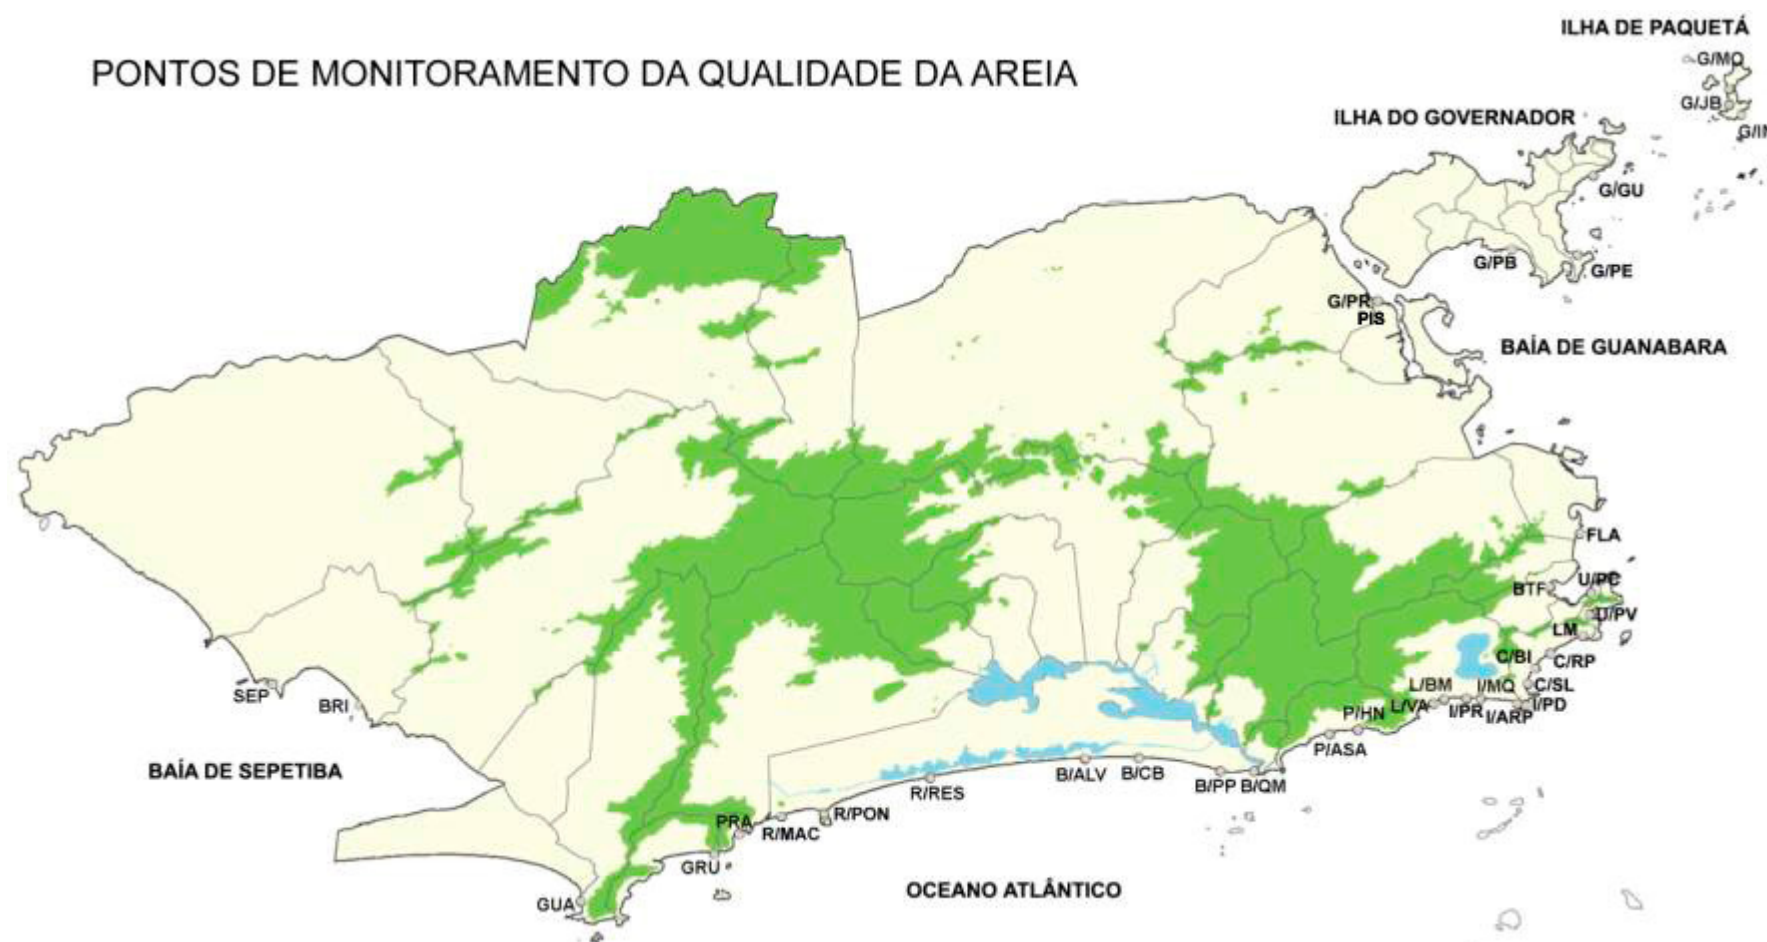 ILHA DE PAQUETÁ
G/MO
PONTOS DE MONITORAMENTO DA QUALIDADE DA AREIA
G/JB
ILHA DO GOVERNADOR
G/GU
G/PB
G/PE
G/PR
PIS
BAÍA DE GUANABARA
FLA
BTF
U/PC
U/PV
LM
C/BI
C/RP
SEP
BRI
L/BM
I/MQ
C/SL
L/VA
I/PR
I/ARP
I/PD
P/HN
P/ASA
BAÍA DE SEPETIBA
B/ALV
B/CB
B/PP
B/QM
R/RES
R/PON
PRA
R/MAC
GRU
GUA
OCEANO ATLÂNTICO